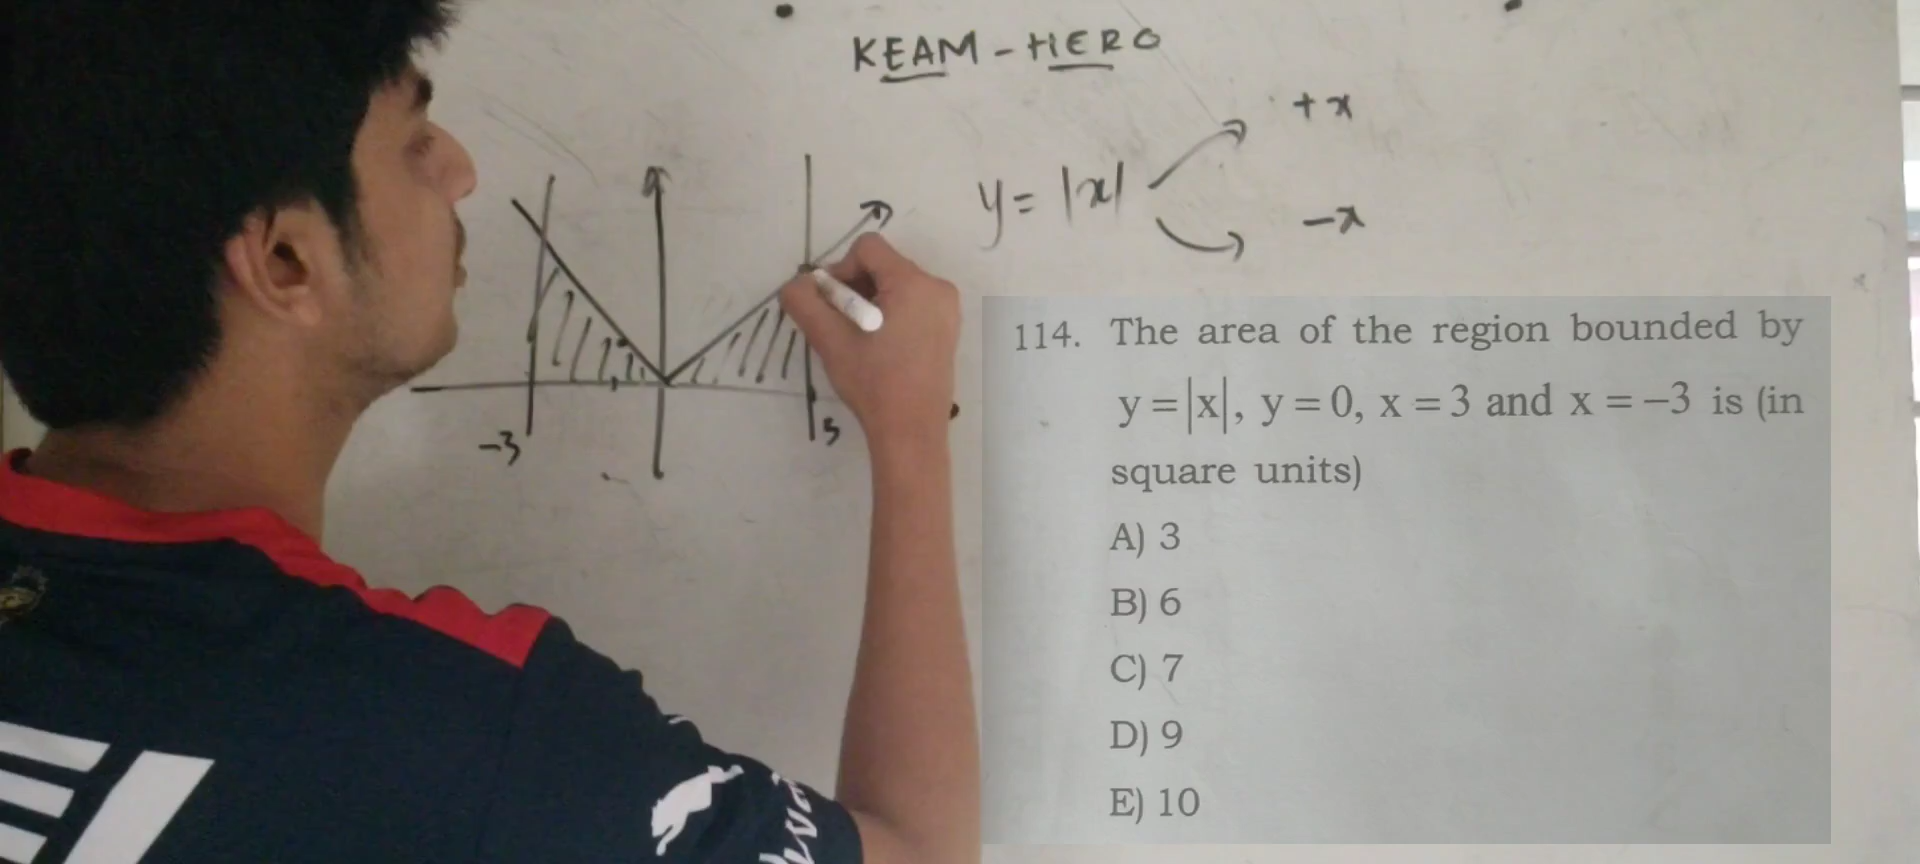 KEAM - HERO
+x
y = |x|
-x
-3
3
114. The area of the region bounded by
y = |x|, y = 0, x = 3 and x = −3 is (in
square units)
A) 3
B) 6
C) 7
D) 9
E) 10